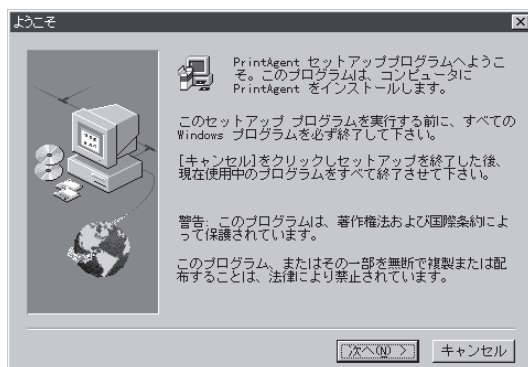 ようこそ
PrintAgent セットアッププログラムへようこ
そ。このプログラムは、コンピュータに
PrintAgent をインストールします。
このセットアップ プログラムを実行する前に、すべての
Windows プログラムを必ず終了して下さい。
[キャンセル]をクリックしセットアップを終了した後、
現在使用中のプログラムをすべて終了させて下さい。
警告: このプログラムは、著作権法および国際条約によ
って保護されています。
このプログラム、またはその一部を無断で複製または配
布することは、法律により禁止されています。
次へ(N) >
キャンセル